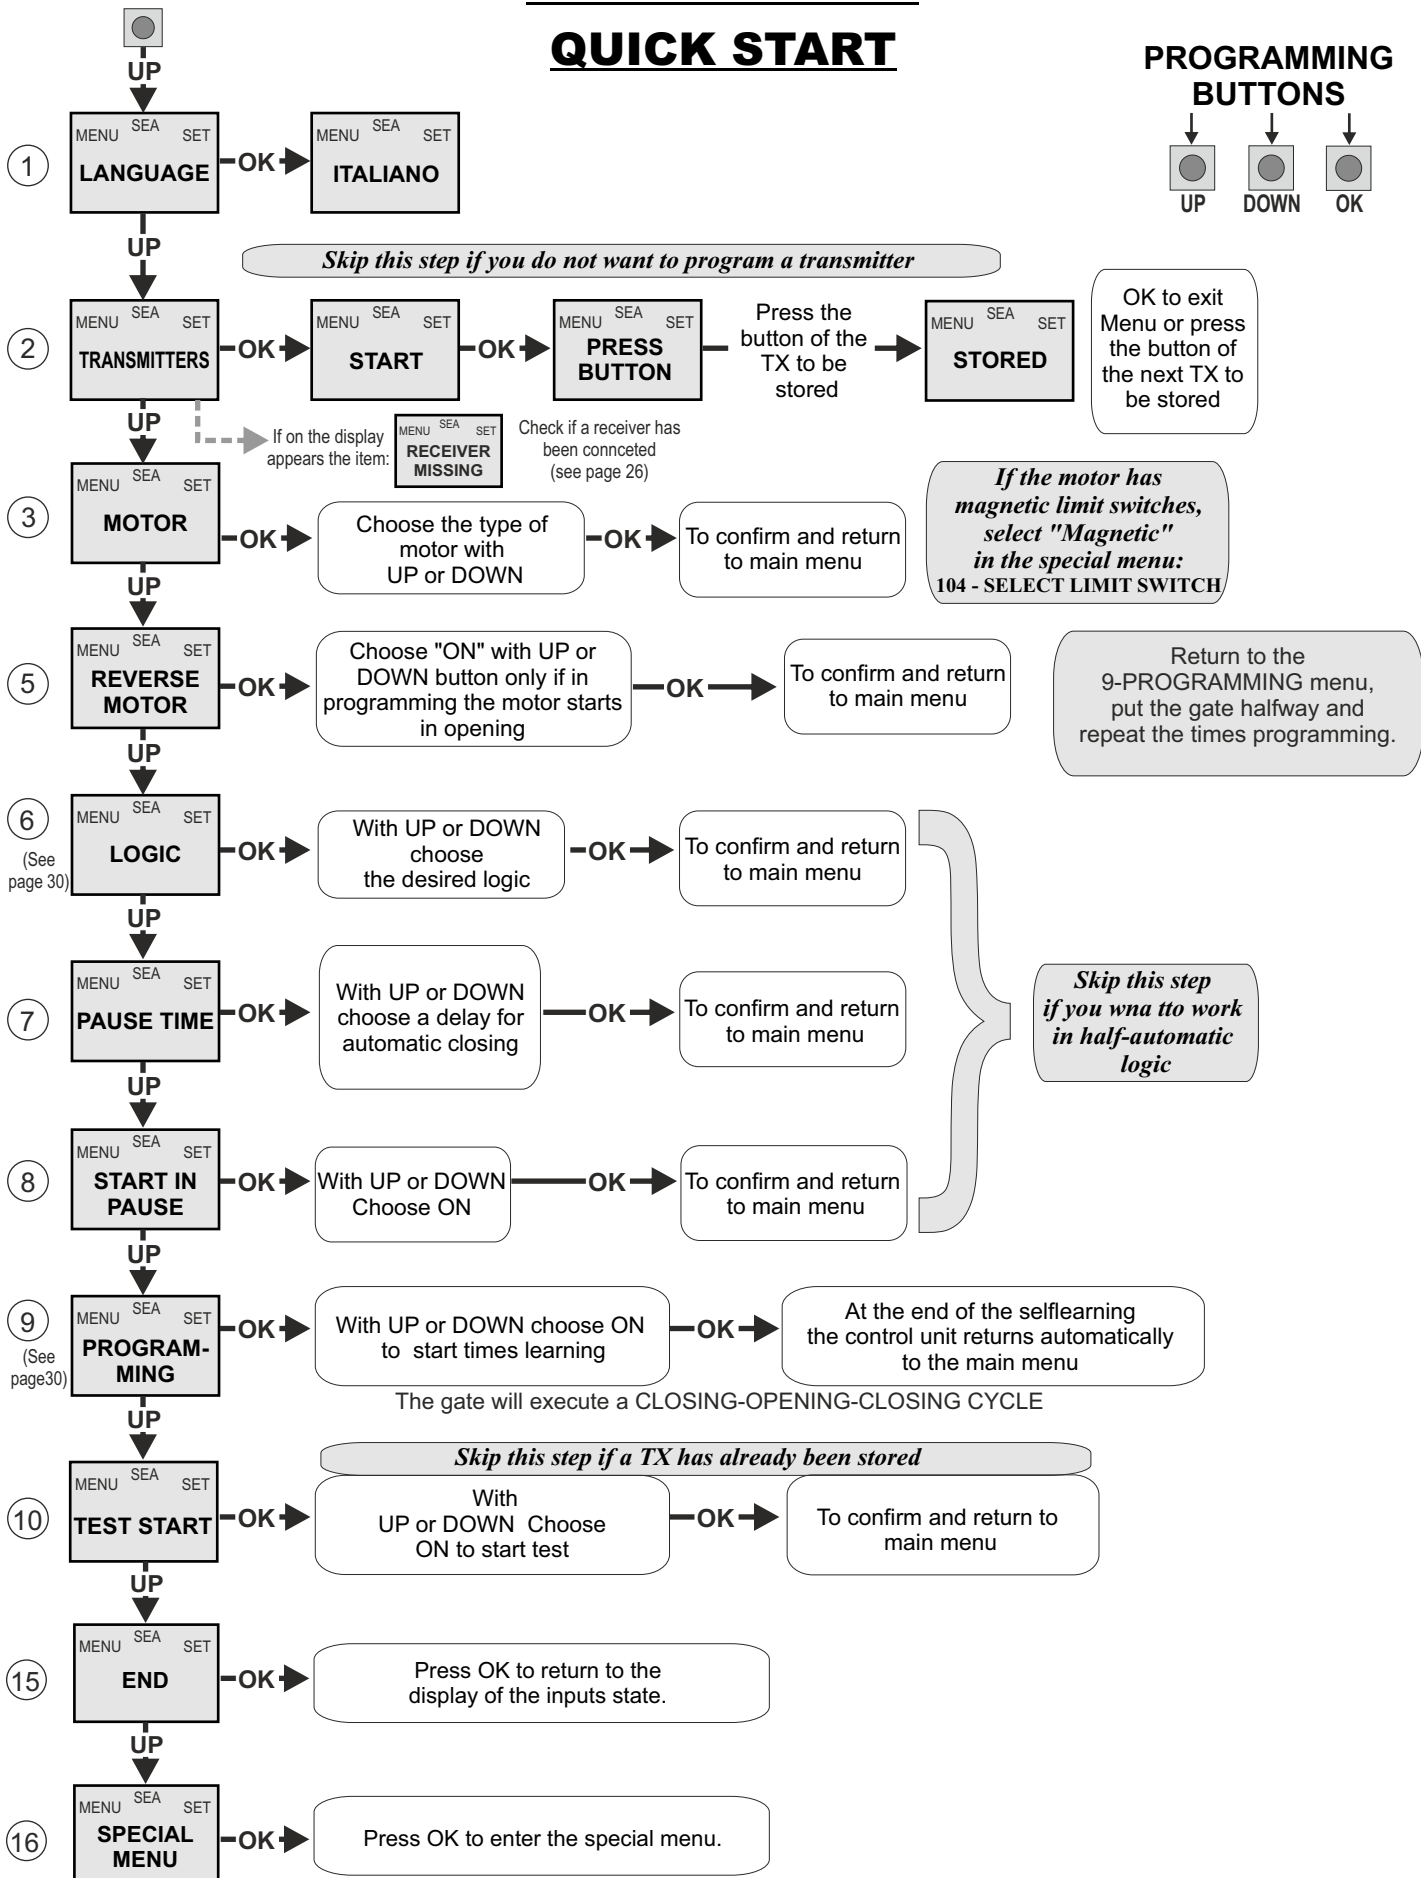 QUICK START
PROGRAMMING
BUTTONS
UP
DOWN
OK
UP
1
MENU SEA SET
LANGUAGE
OK
MENU SEA SET
ITALIANO
UP
Skip this step if you do not want to program a transmitter
2
MENU SEA SET
TRANSMITTERS
OK
MENU SEA SET
START
OK
MENU SEA SET
PRESS
BUTTON
Press the
button of the
TX to be
stored
MENU SEA SET
STORED
OK to exit
Menu or press
the button of
the next TX to
be stored
UP
If on the display
appears the item:
MENU SEA SET
RECEIVER
MISSING
Check if a receiver has
been connceted
(see page 26)
3
MENU SEA SET
MOTOR
OK
Choose the type of
motor with
UP or DOWN
OK
To confirm and return
to main menu
If the motor has
magnetic limit switches,
select "Magnetic"
in the special menu:
104 - SELECT LIMIT SWITCH
UP
5
MENU SEA SET
REVERSE
MOTOR
OK
Choose "ON" with UP or
DOWN button only if in
programming the motor starts
in opening
OK
To confirm and return
to main menu
Return to the
9-PROGRAMMING menu,
put the gate halfway and
repeat the times programming.
UP
6
(See
page 30)
MENU SEA SET
LOGIC
OK
With UP or DOWN
choose
the desired logic
OK
To confirm and return
to main menu
UP
7
MENU SEA SET
PAUSE TIME
OK
With UP or DOWN
choose a delay for
automatic closing
OK
To confirm and return
to main menu
Skip this step
if you wna tto work
in half-automatic
logic
UP
8
MENU SEA SET
START IN
PAUSE
OK
With UP or DOWN
Choose ON
OK
To confirm and return
to main menu
UP
9
(See
page30)
MENU SEA SET
PROGRAM-
MING
OK
With UP or DOWN choose ON
to start times learning
OK
At the end of the selflearning
the control unit returns automatically
to the main menu
The gate will execute a CLOSING-OPENING-CLOSING CYCLE
UP
Skip this step if a TX has already been stored
10
MENU SEA SET
TEST START
OK
With
UP or DOWN Choose
ON to start test
OK
To confirm and return to
main menu
UP
15
MENU SEA SET
END
OK
Press OK to return to the
display of the inputs state.
UP
16
MENU SEA SET
SPECIAL
MENU
OK
Press OK to enter the special menu.